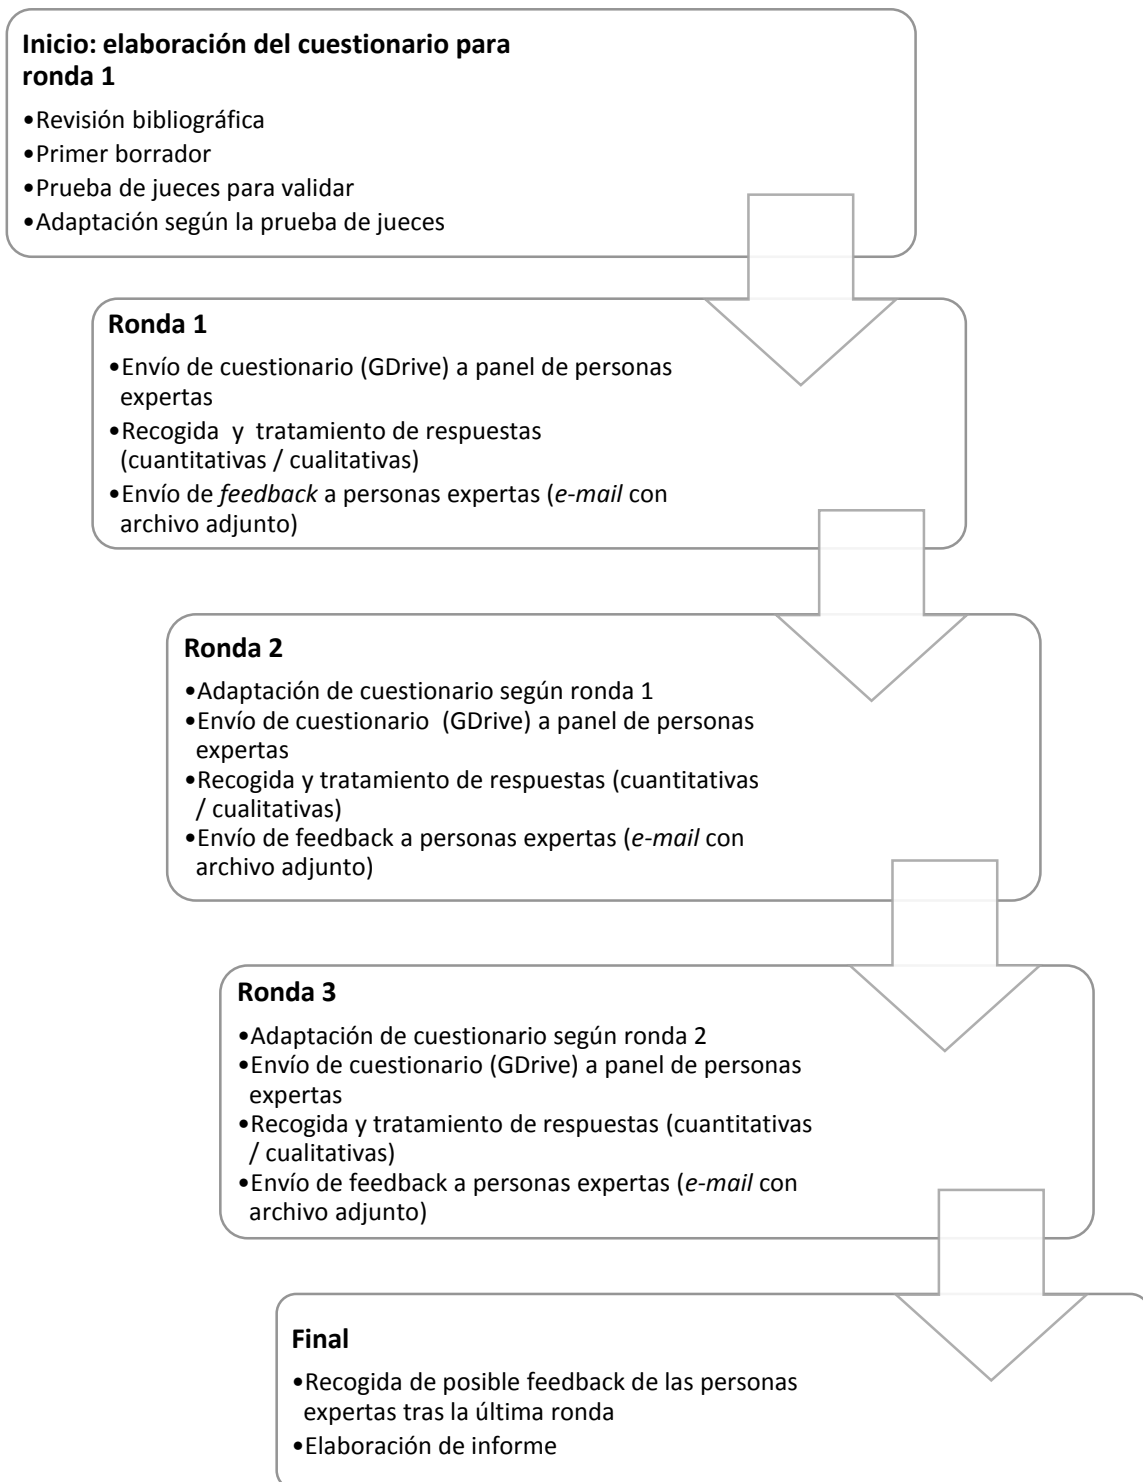 Inicio: elaboración del cuestionario para
ronda 1
•Revisión bibliográfica
•Primer borrador
•Prueba de jueces para validar
•Adaptación según la prueba de jueces
Ronda 1
•Envío de cuestionario (GDrive) a panel de personas
expertas
•Recogida y tratamiento de respuestas
(cuantitativas / cualitativas)
•Envío de feedback a personas expertas (e-mail con
archivo adjunto)
Ronda 2
•Adaptación de cuestionario según ronda 1
•Envío de cuestionario (GDrive) a panel de personas
expertas
•Recogida y tratamiento de respuestas (cuantitativas
/ cualitativas)
•Envío de feedback a personas expertas (e-mail con
archivo adjunto)
Ronda 3
•Adaptación de cuestionario según ronda 2
•Envío de cuestionario (GDrive) a panel de personas
expertas
•Recogida y tratamiento de respuestas (cuantitativas
/ cualitativas)
•Envío de feedback a personas expertas (e-mail con
archivo adjunto)
Final
•Recogida de posible feedback de las personas
expertas tras la última ronda
•Elaboración de informe